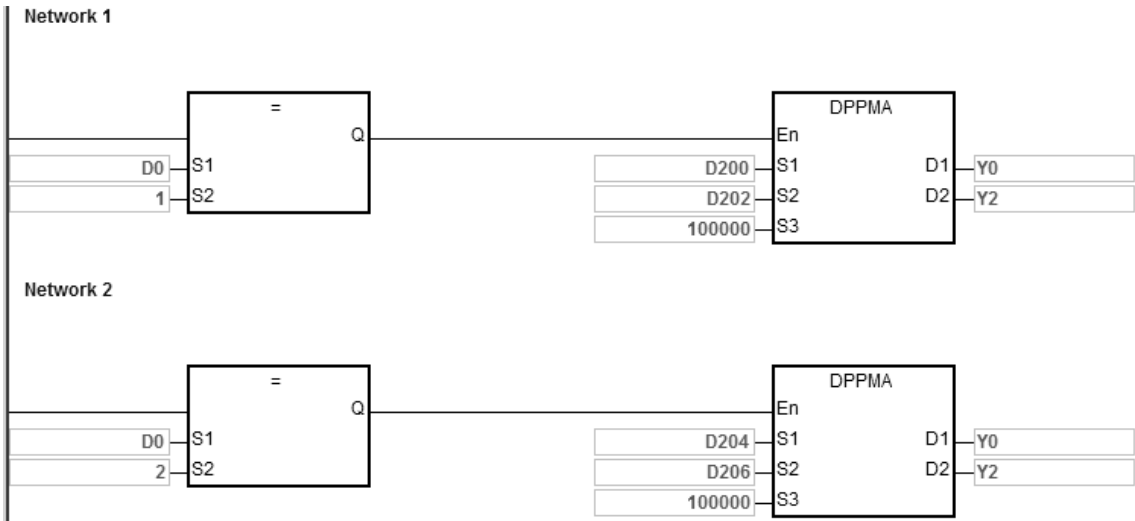 Network 1
= DPPMA
Q En
D0 S1 D200 S1 D1 Y0
1 S2 D202 S2 D2 Y2
100000 S3
Network 2
= DPPMA
Q En
D0 S1 D204 S1 D1 Y0
2 S2 D206 S2 D2 Y2
100000 S3